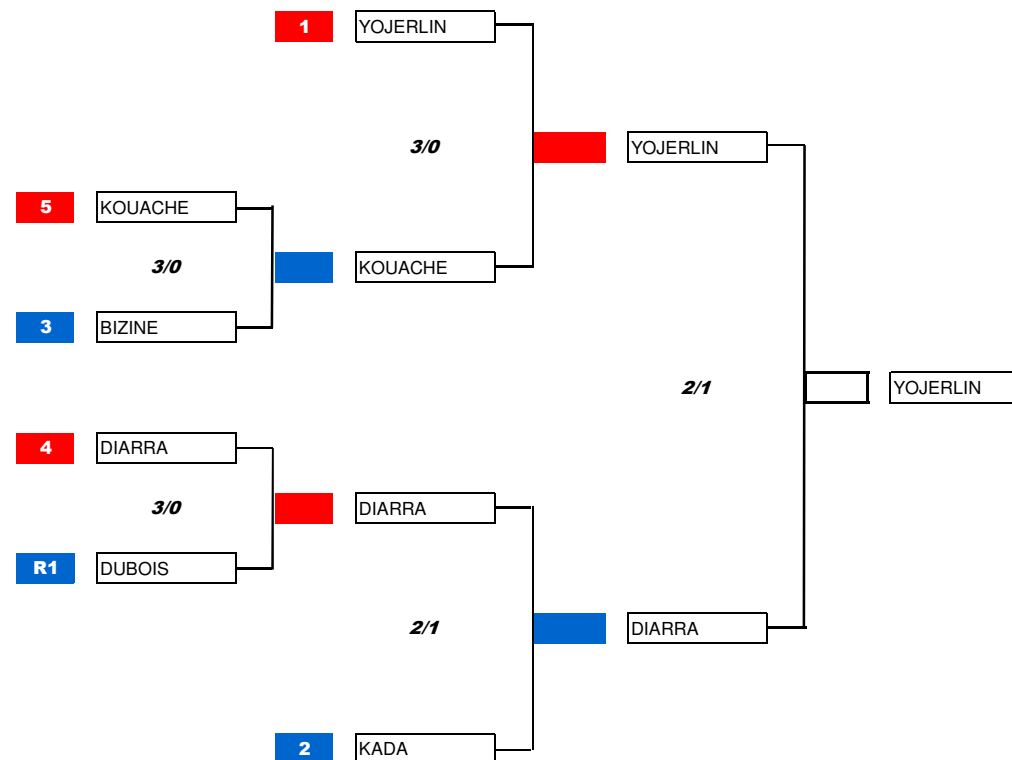 1 YOJERLIN
3/0 YOJERLIN
5 KOUACHE
3/0 KOUACHE
3 BIZINE
2/1 YOJERLIN
4 DIARRA
3/0 DIARRA
R1 DUBOIS
2/1 DIARRA
2 KADA